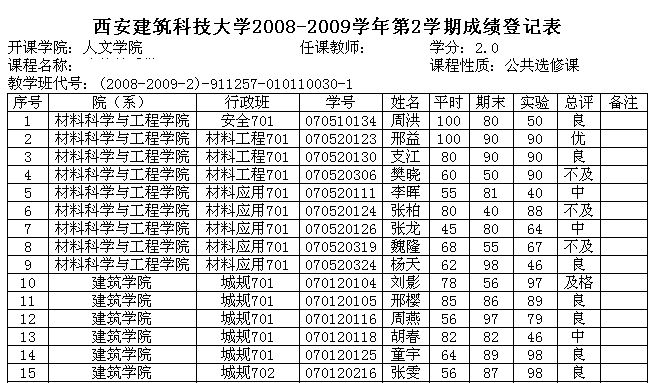 西安建筑科技大学2008-2009学年第2学期成绩登记表
开课学院：人文学院 任课教师： 学分：2.0
课程名称： 课程性质：公共选修课
教学班代号：(2008-2009-2)-911257-010110030-1
序号 院（系） 行政班 学号 姓名 平时 期末 实验 总评 备注
1 材料科学与工程学院 安全701 070510134 周洪 100 80 50 良
2 材料科学与工程学院 材料工程701 070520123 邢益 100 90 90 优
3 材料科学与工程学院 材料工程701 070520130 支江 80 90 90 良
4 材料科学与工程学院 材料工程701 070520306 樊晓 60 50 90 不及
5 材料科学与工程学院 材料应用701 070520111 李晖 55 81 40 中
6 材料科学与工程学院 材料应用701 070520124 张柏 80 40 88 不及
7 材料科学与工程学院 材料应用701 070520126 张龙 45 80 64 中
8 材料科学与工程学院 材料应用701 070520319 魏隆 68 55 67 不及
9 材料科学与工程学院 材料应用701 070520324 杨天 62 98 46 良
10 建筑学院 城规701 070120104 刘影 78 56 97 及格
11 建筑学院 城规701 070120105 邢樱 85 86 89 良
12 建筑学院 城规701 070120116 周燕 56 97 79 良
13 建筑学院 城规701 070120118 胡春 82 82 46 中
14 建筑学院 城规701 070120125 童宇 64 89 98 良
15 建筑学院 城规702 070120216 张雯 56 87 98 良